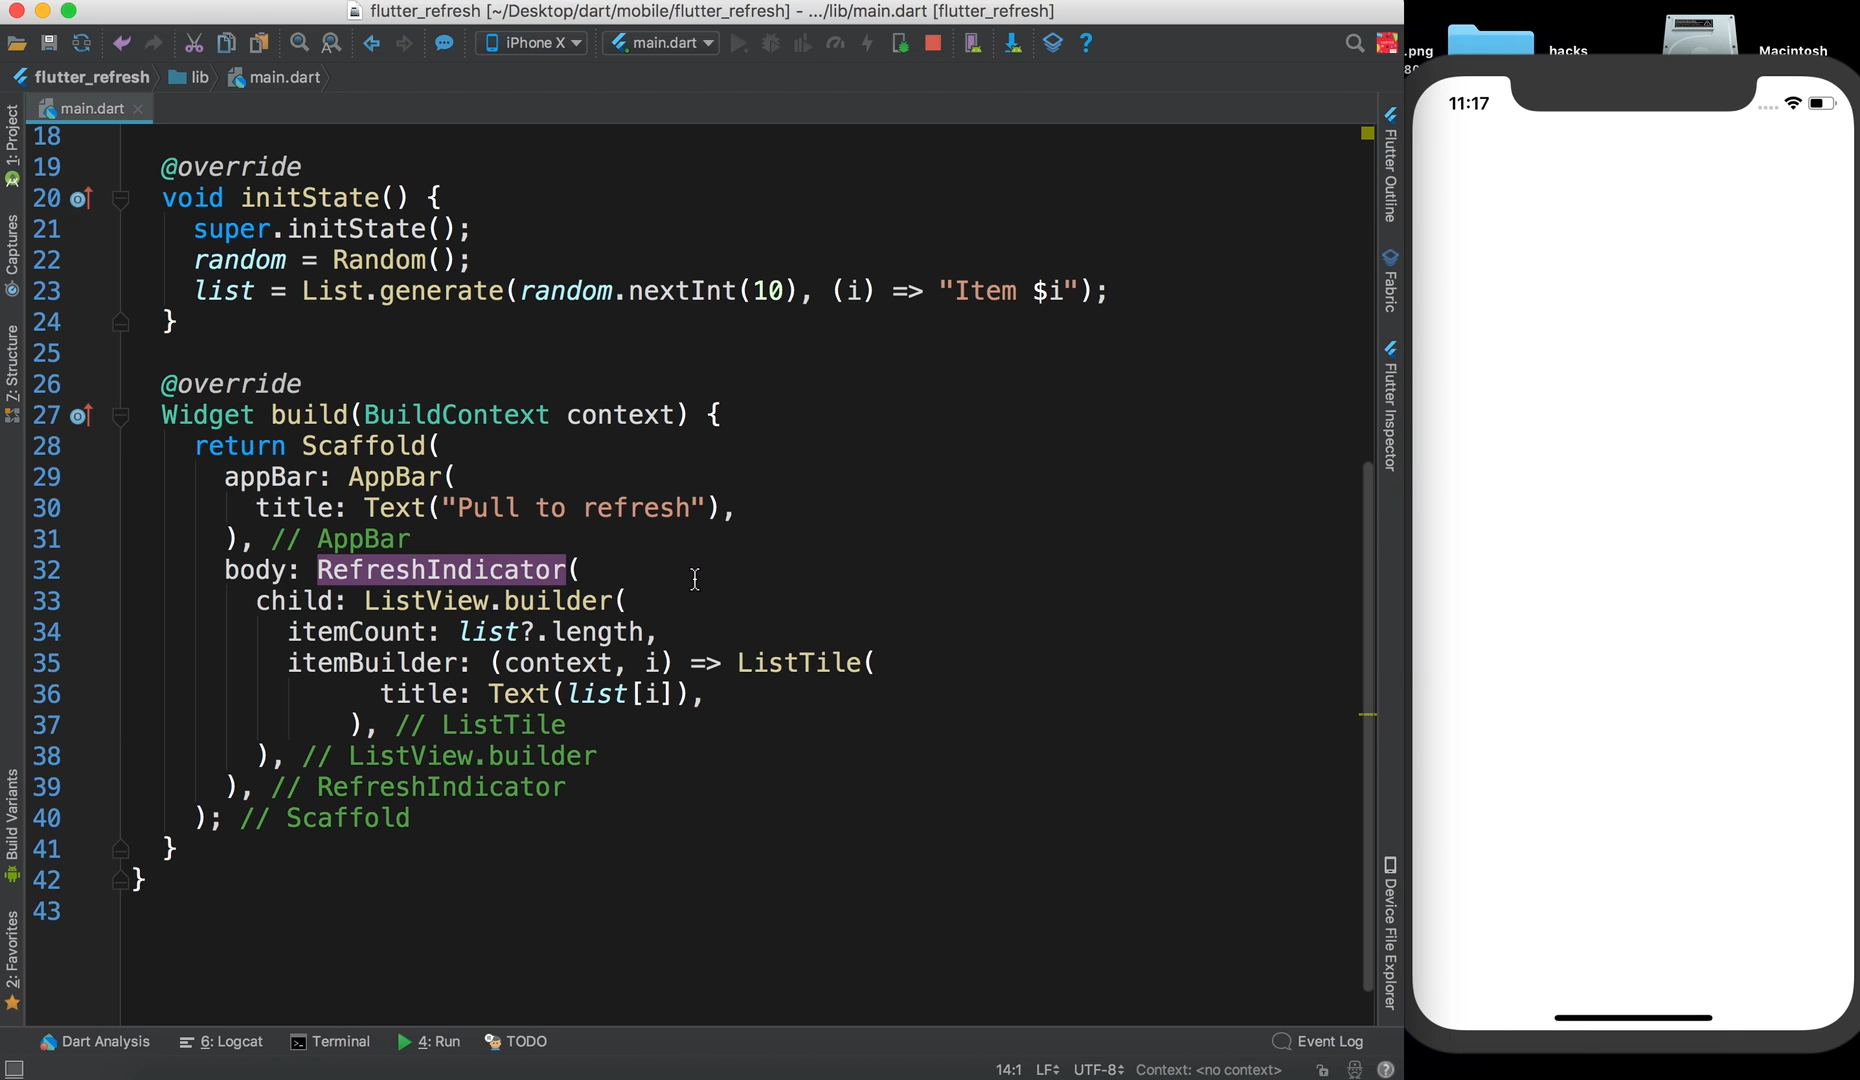 flutter_refresh [~/Desktop/dart/mobile/flutter_refresh] - .../lib/main.dart [flutter_refresh]
iPhone X
main.dart
flutter_refresh
lib
main.dart
main.dart
1: Project
Captures
7: Structure
Build Variants
2: Favorites
18
19 @override
20 void initState() {
21 super.initState();
22 random = Random();
23 list = List.generate(random.nextInt(10), (i) => "Item $i");
24 }
25
26 @override
27 Widget build(BuildContext context) {
28 return Scaffold(
29 appBar: AppBar(
30 title: Text("Pull to refresh"),
31 ), // AppBar
32 body: RefreshIndicator(
33 child: ListView.builder(
34 itemCount: list?.length,
35 itemBuilder: (context, i) => ListTile(
36 title: Text(list[i]),
37 ), // ListTile
38 ), // ListView.builder
39 ), // RefreshIndicator
40 ); // Scaffold
41 }
42 }
43
Flutter Outline
Fabric
Flutter Inspector
Device File Explorer
Dart Analysis
6: Logcat
Terminal
4: Run
TODO
Event Log
14:1 LF UTF-8 Context: <no context>
.png
hacks
Macintosh
11:17